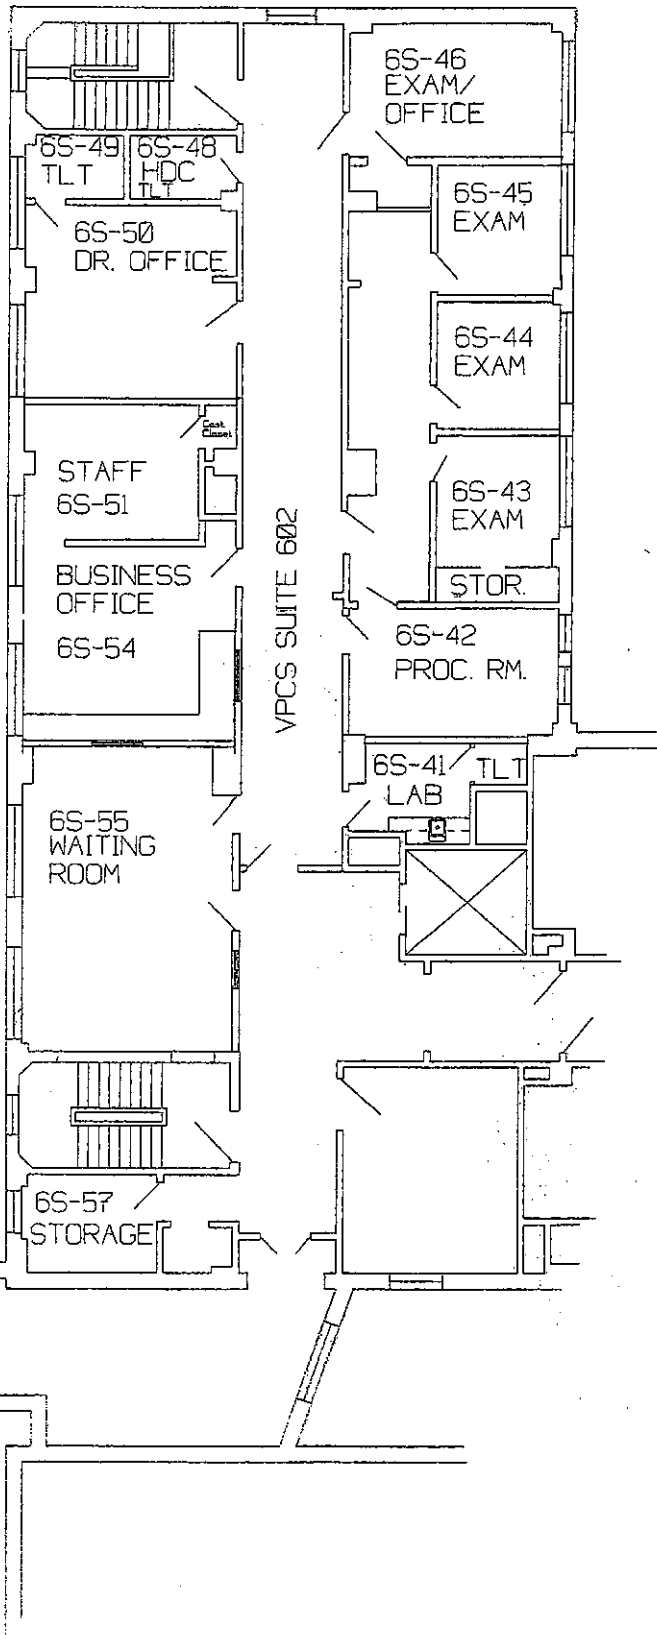 6S-46
EXAM/
OFFICE
6S-49
TLT
6S-48
HDC
TLT
6S-45
EXAM
6S-50
DR. OFFICE
6S-44
EXAM
Cast
Closet
STAFF
6S-51
6S-43
EXAM
VPCS SUITE 602
BUSINESS
OFFICE
6S-54
STOR.
6S-42
PROC. RM.
6S-41
LAB
TLT
6S-55
WAITING
ROOM
6S-57
STORAGE